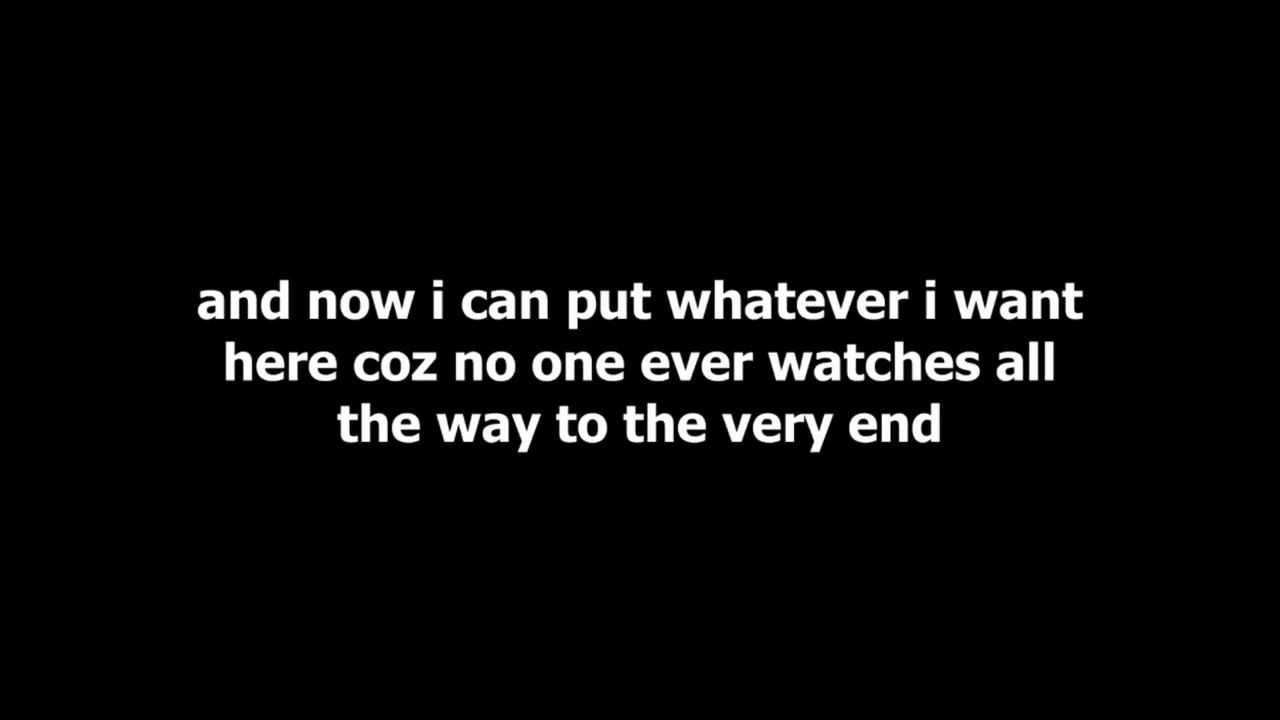 and now i can put whatever i want
here coz no one ever watches all
the way to the very end